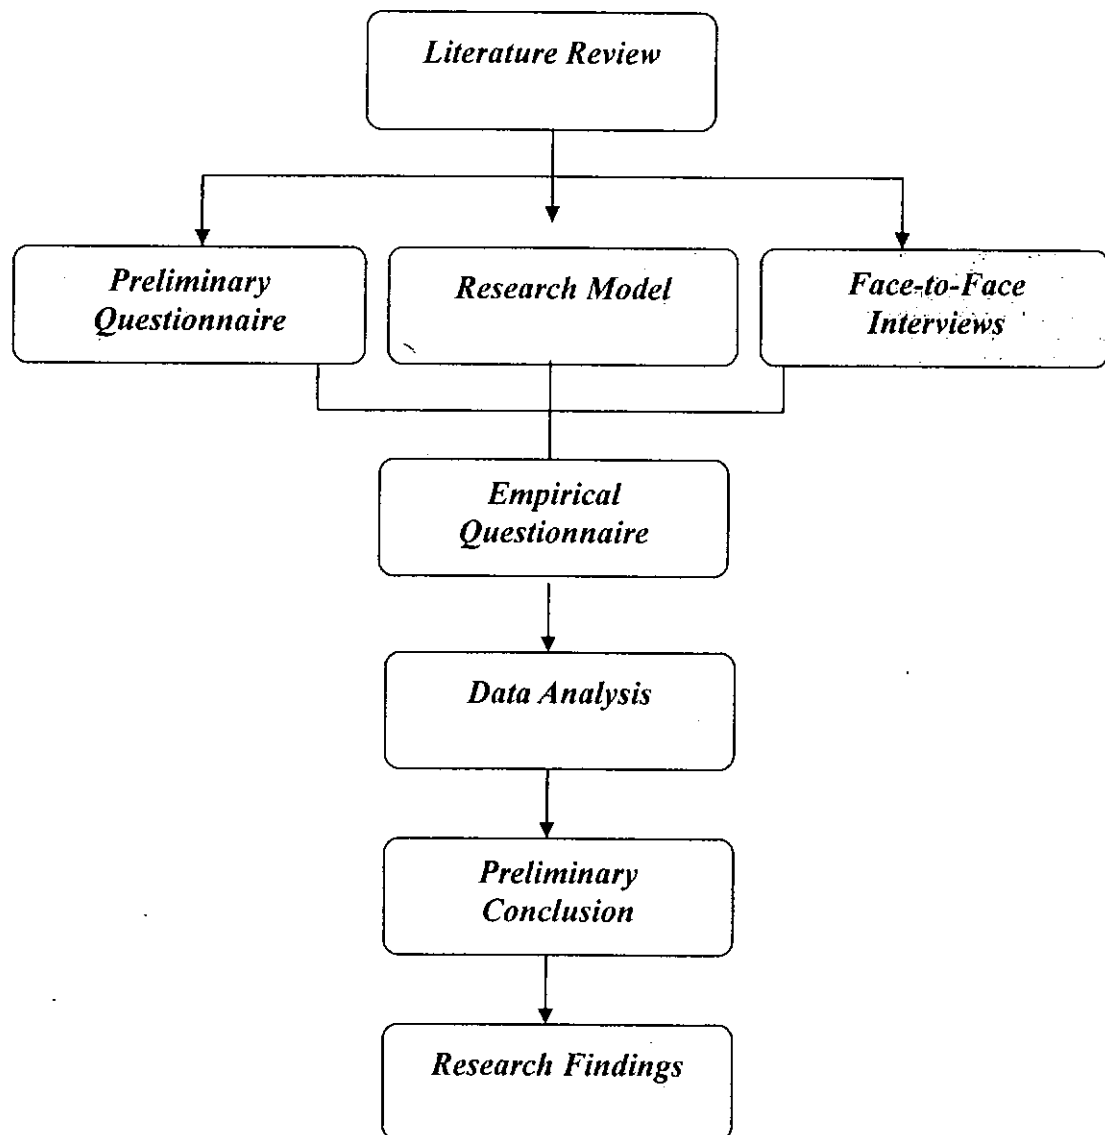 Literature Review
Preliminary
Questionnaire
Research Model
Face-to-Face
Interviews
Empirical
Questionnaire
Data Analysis
Preliminary
Conclusion
Research Findings